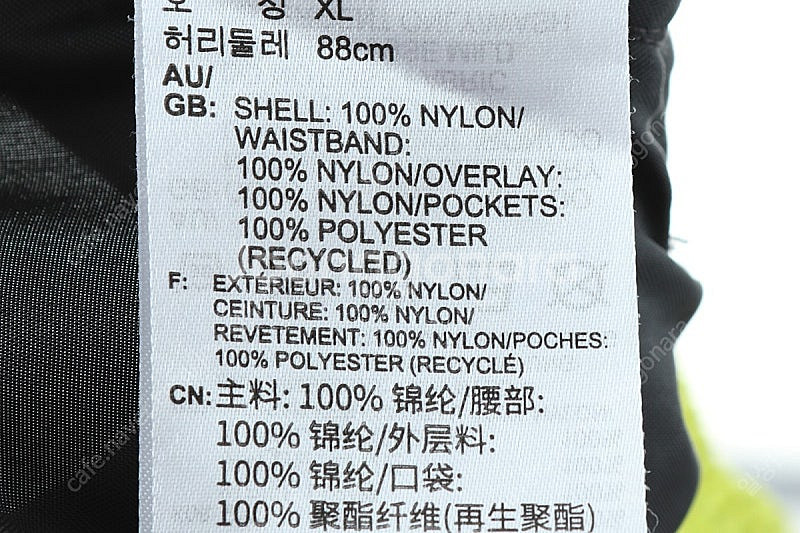 호 칭 XL
허리둘레 88cm
AU/
GB: SHELL: 100% NYLON/
WAISTBAND:
100% NYLON/OVERLAY:
100% NYLON/POCKETS:
100% POLYESTER
(RECYCLED)
F: EXTÉRIEUR: 100% NYLON/
CEINTURE: 100% NYLON/
REVETEMENT: 100% NYLON/POCHES:
100% POLYESTER (RECYCLÉ)
CN: 主料: 100% 锦纶/腰部:
100% 锦纶/外层料:
100% 锦纶/口袋:
100% 聚酯纤维(再生聚酯)